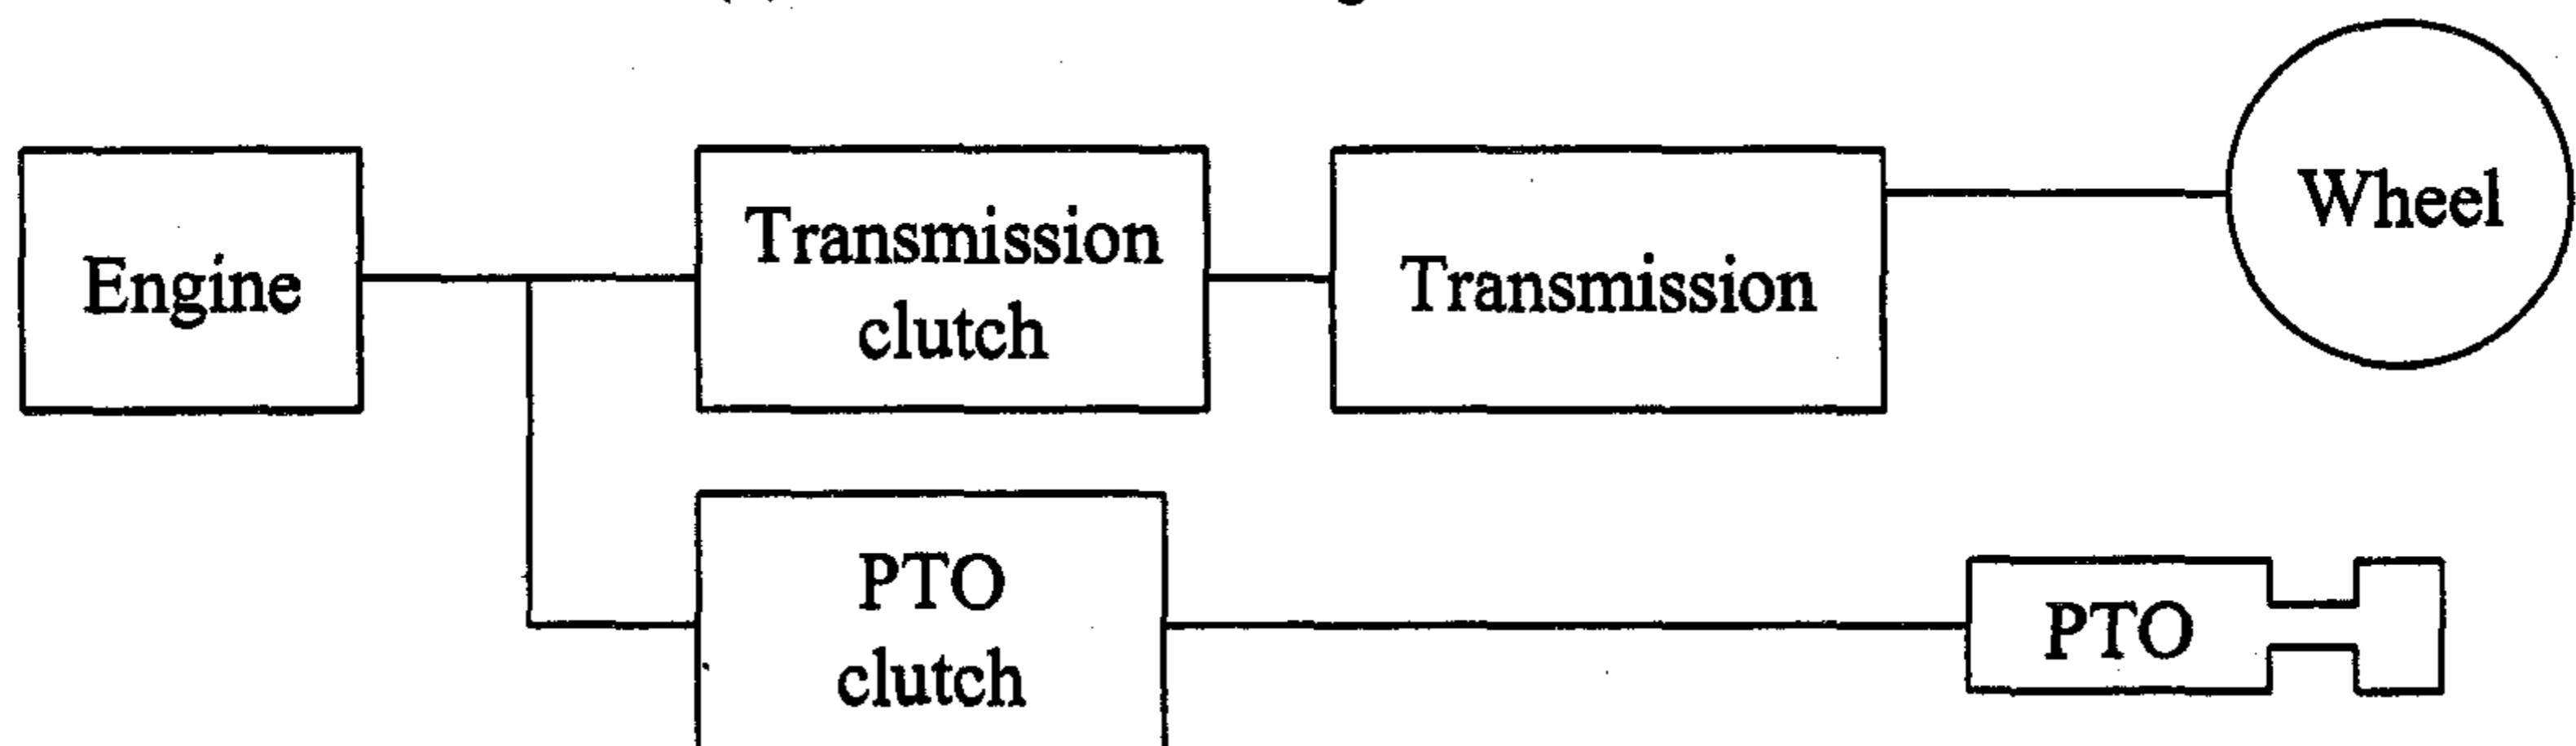 Engine
Transmission
clutch
Transmission
Wheel
PTO
clutch
PTO